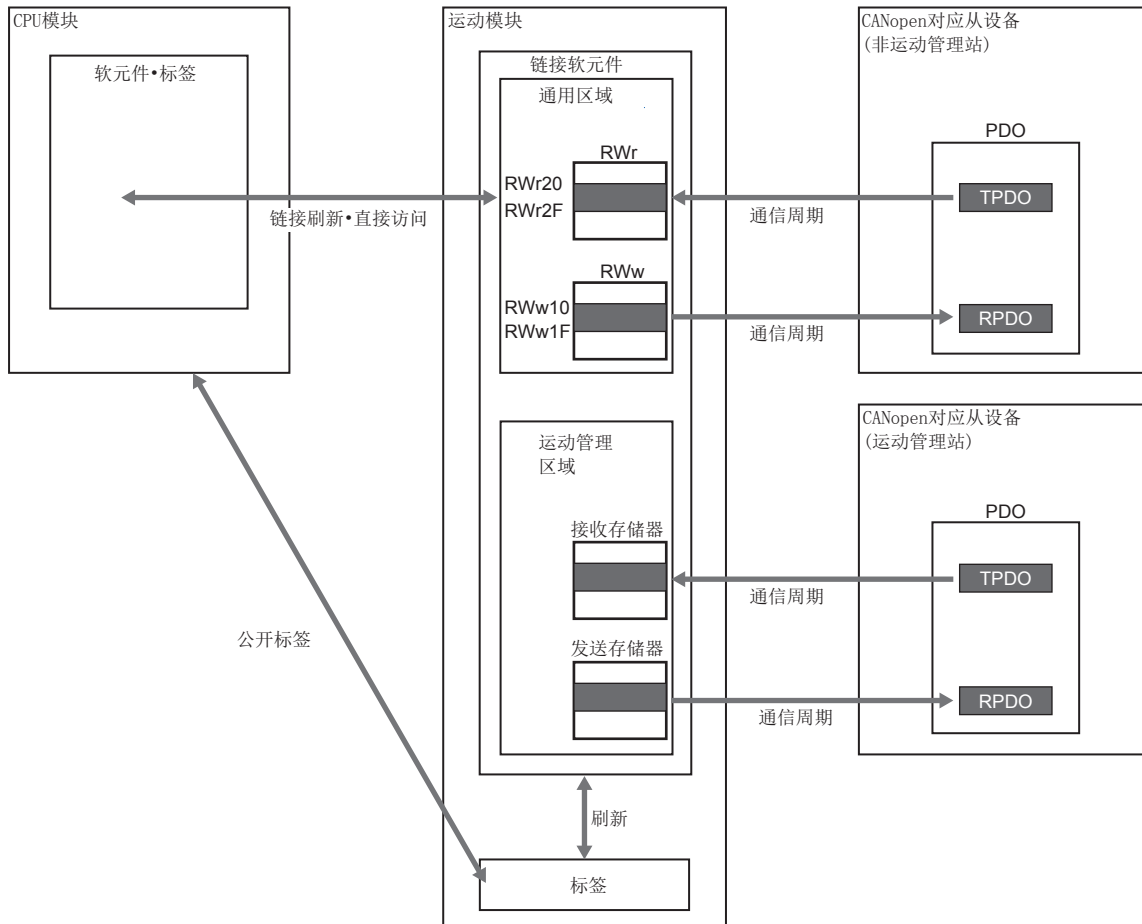 CPU模块
软元件•标签
链接刷新•直接访问
公开标签
运动模块
链接软元件
通用区域
RWr
RWr20
RWr2F
RWw
RWw10
RWw1F
运动管理
区域
接收存储器
发送存储器
刷新
标签
通信周期
通信周期
通信周期
通信周期
CANopen对应从设备
(非运动管理站)
PDO
TPDO
RPDO
CANopen对应从设备
(运动管理站)
PDO
TPDO
RPDO